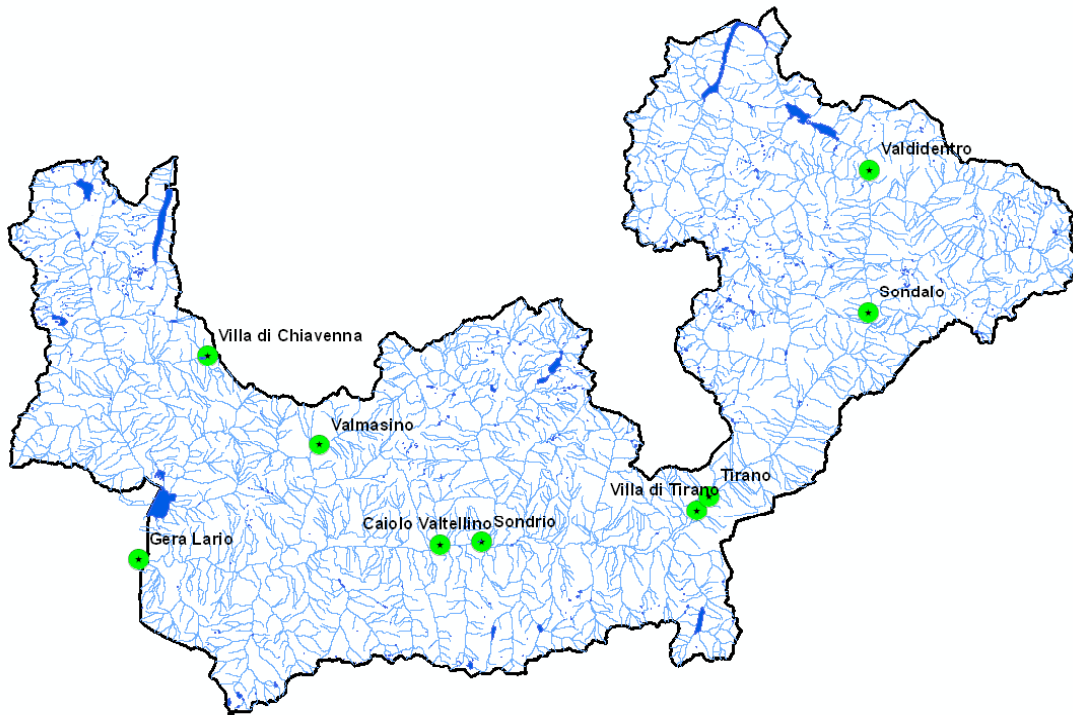 Valdidentro
Sondalo
Villa di Chiavenna
Valmasino
Tirano
Villa di Tirano
Caiolo Valtellino
Sondrio
Gera Lario